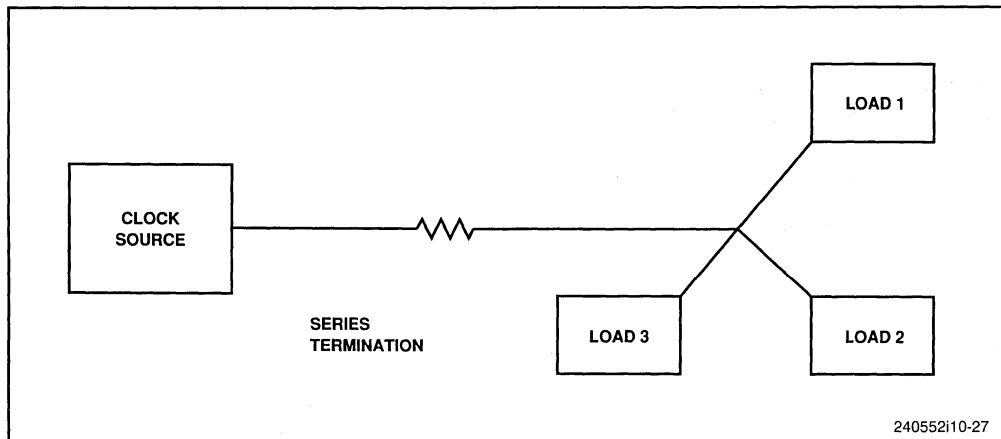 CLOCK
SOURCE
SERIES
TERMINATION
LOAD 1
LOAD 3
LOAD 2
240552i10-27